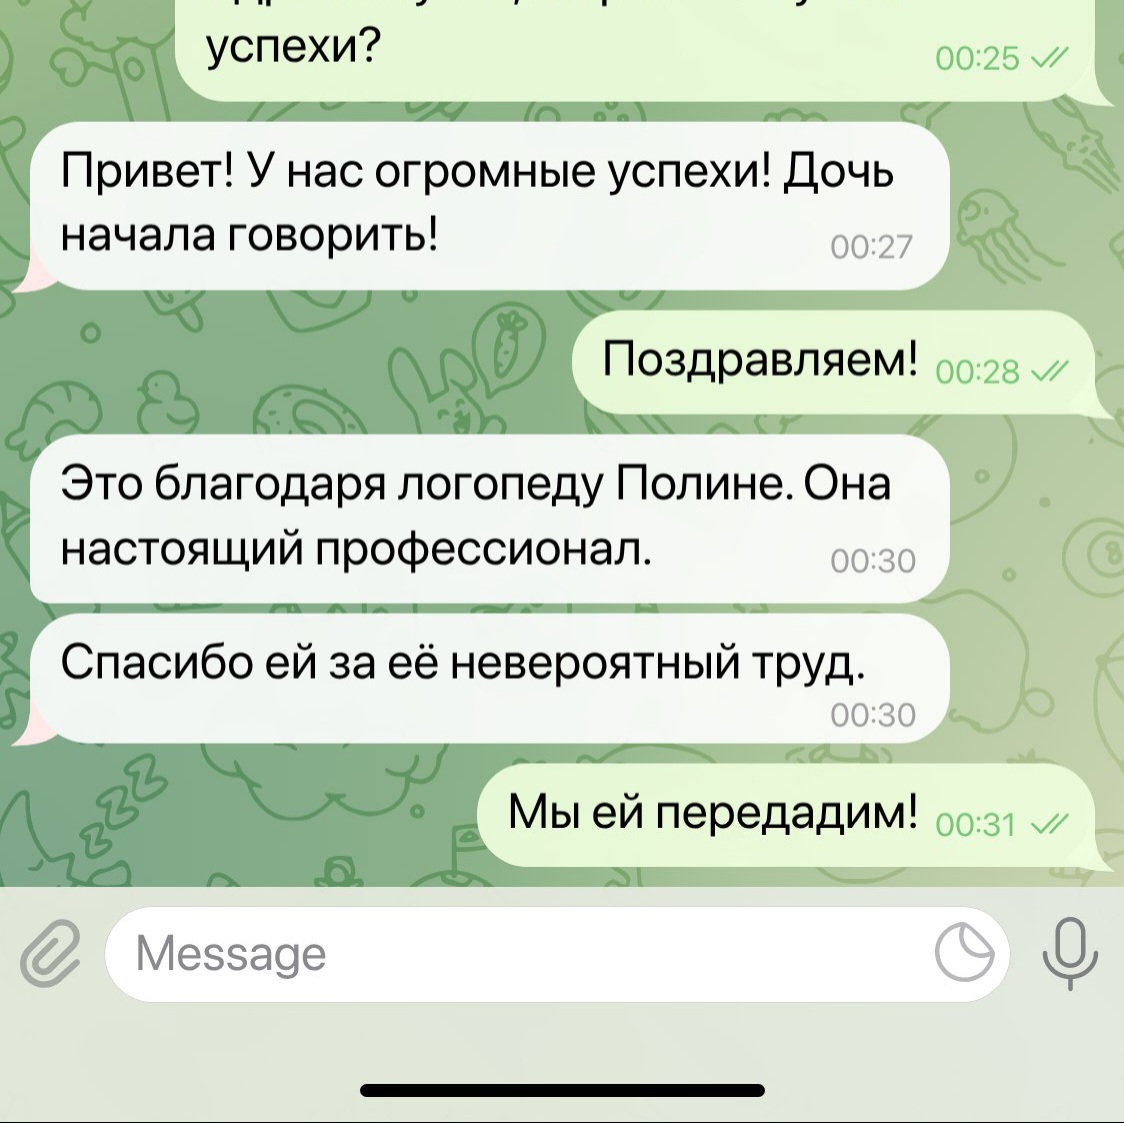 успехи?
00:25
Привет! У нас огромные успехи! Дочь
начала говорить!
00:27
Поздравляем! 00:28
Это благодаря логопеду Полине. Она
настоящий профессионал.
00:30
Спасибо ей за её невероятный труд.
00:30
Мы ей передадим! 00:31
Message